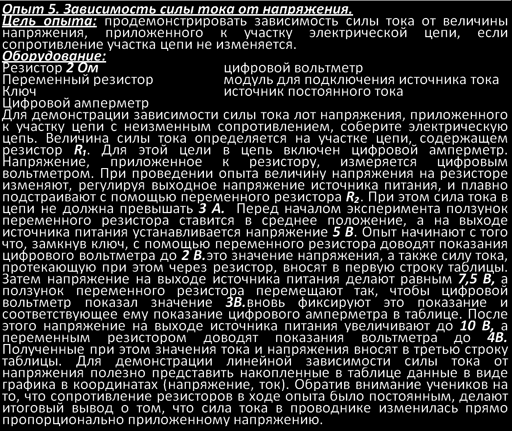 Опыт 5. Зависимость силы тока от напряжения.
Цель опыта: продемонстрировать зависимость силы тока от величины
напряжения, приложенного к участку электрической цепи, если
сопротивление участка цепи не изменяется.
Оборудование:
Резистор 2 Ом цифровой вольтметр
Переменный резистор модуль для подключения источника тока
Ключ источник постоянного тока
Цифровой амперметр
Для демонстрации зависимости силы тока лот напряжения, приложенного
к участку цепи с неизменным сопротивлением, соберите электрическую
цепь. Величина силы тока определяется на участке цепи, содержащем
резистор R₁. Для этой цели в цепь включен цифровой амперметр.
Напряжение, приложенное к резистору, измеряется цифровым
вольтметром. При проведении опыта величину напряжения на резисторе
изменяют, регулируя выходное напряжение источника питания, и плавно
подстраивают с помощью переменного резистора R₂. При этом сила тока в
цепи не должна превышать 3 А. Перед началом эксперимента ползунок
переменного резистора ставится в среднее положение, а на выходе
источника питания устанавливается напряжение 5 В. Опыт начинают с того
что, замкнув ключ, с помощью переменного резистора доводят показания
цифрового вольтметра до 2 В.это значение напряжения, а также силу тока,
протекающую при этом через резистор, вносят в первую строку таблицы.
Затем напряжение на выходе источника питания делают равным 7,5 В, а
ползунок переменного резистора перемещают так, чтобы цифровой
вольтметр показал значение 3В.вновь фиксируют это показание и
соответствующее ему показание цифрового амперметра в таблице. После
этого напряжение на выходе источника питания увеличивают до 10 В, а
переменным резистором доводят показания вольтметра до 4В.
Полученные при этом значения тока и напряжения вносят в третью строку
таблицы. Для демонстрации линейной зависимости силы тока от
напряжения полезно представить накопленные в таблице данные в виде
графика в координатах (напряжение, ток). Обратив внимание учеников на
то, что сопротивление резисторов в ходе опыта было постоянным, делают
итоговый вывод о том, что сила тока в проводнике изменилась прямо
пропорционально приложенному напряжению.